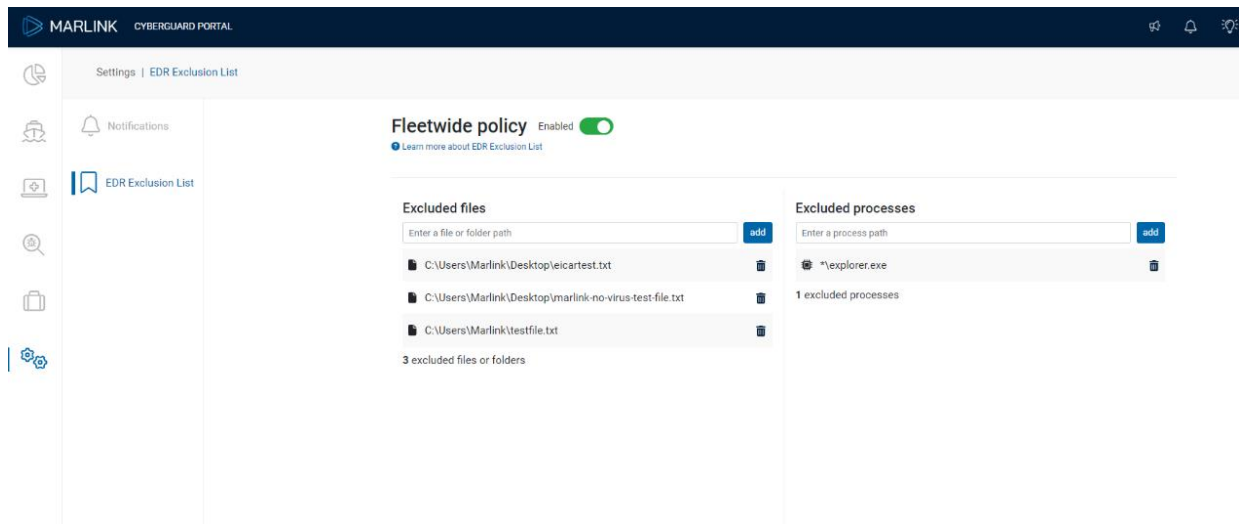 MARLINK CYBERGUARD PORTAL
Settings | EDR Exclusion List
Notifications
EDR Exclusion List
Fleetwide policy Enabled
Learn more about EDR Exclusion List
Excluded files
Enter a file or folder path add
C:\Users\Marlink\Desktop\eicartest.txt
C:\Users\Marlink\Desktop\marlink-no-virus-test-file.txt
C:\Users\Marlink\testfile.txt
3 excluded files or folders
Excluded processes
Enter a process path add
*\explorer.exe
1 excluded processes